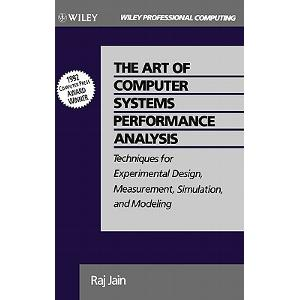 WILEY
WILEY PROFESSIONAL COMPUTING
1992
COMPUTER PRESS
AWARD
WINNER
THE ART OF
COMPUTER
SYSTEMS
PERFORMANCE
ANALYSIS
Techniques for
Experimental Design,
Measurement, Simulation,
and Modeling
Raj Jain